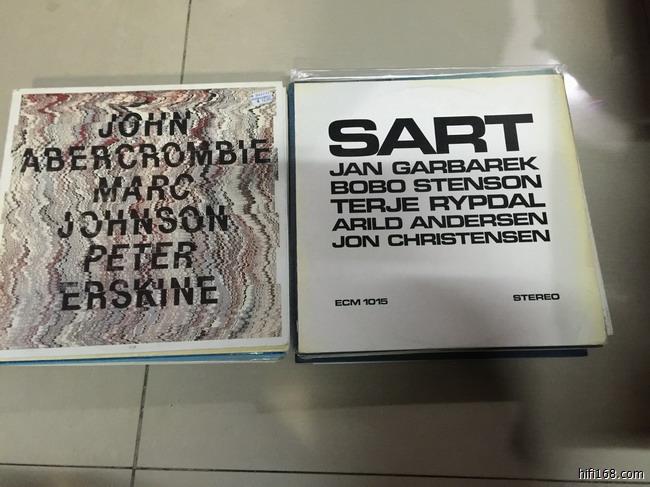 JOHN
ABERCROMBIE
MARC
JOHNSON
PETER
ERSKINE
SART
JAN GARBAREK
BOBO STENSON
TERJE RYPDAL
ARILD ANDERSEN
JON CHRISTENSEN
ECM 1015 STEREO
hifi168.com